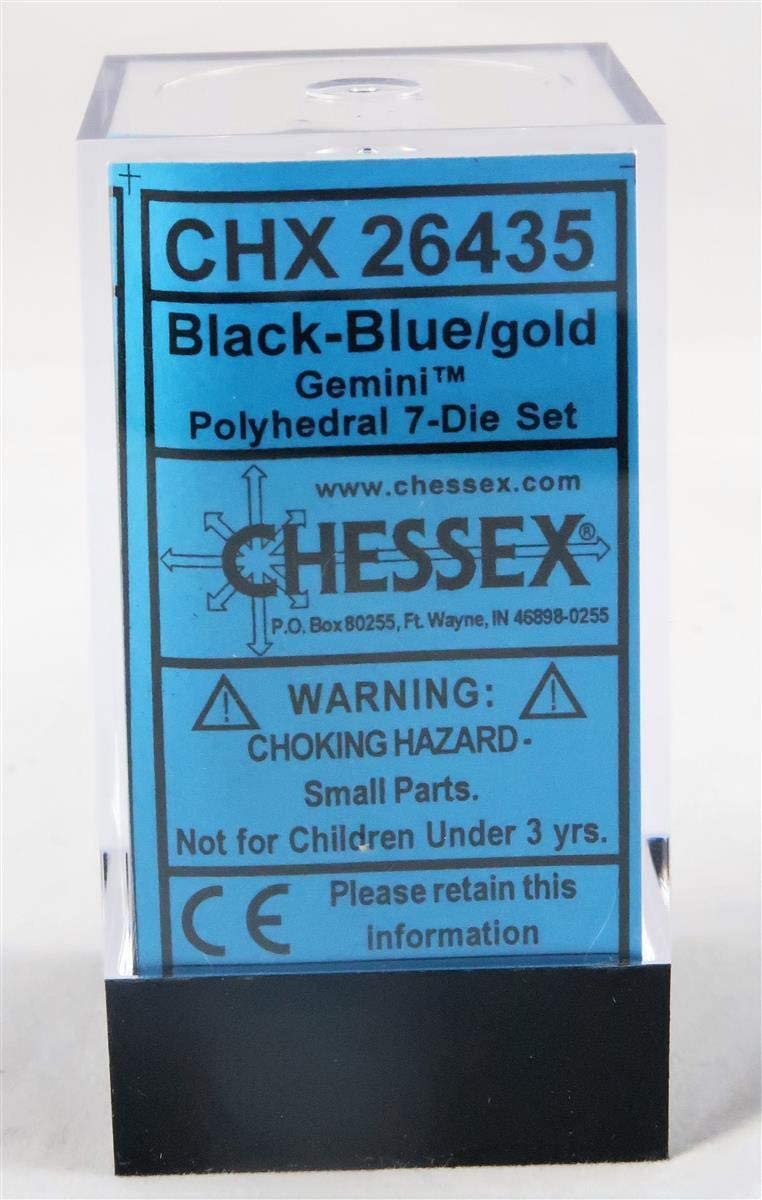 CHX 26435
Black-Blue/gold
Gemini™
Polyhedral 7-Die Set
www.chessex.com
CHESSEX®
P.O. Box 80255, Ft. Wayne, IN 46898-0255
WARNING:
CHOKING HAZARD-
Small Parts.
Not for Children Under 3 yrs.
CE Please retain this
information